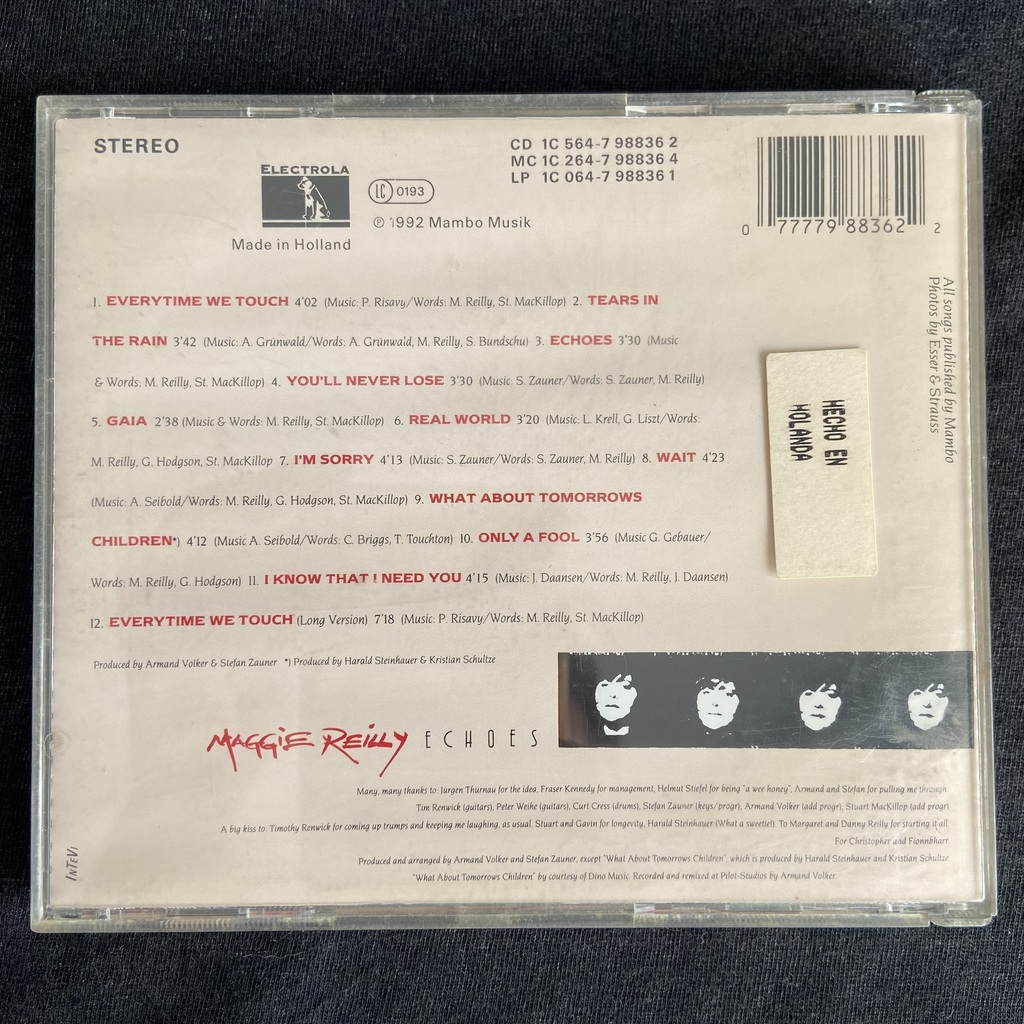 STEREO
ELECTROLA
LC 0193
Made in Holland
℗ 1992 Mambo Musik
CD 1C 564-7 98836 2
MC 1C 264-7 98836 4
LP 1C 064-7 98836 1
0 77779 88362 2
All songs published by Mambo
Photos by Esser & Strauss
1. EVERYTIME WE TOUCH 4'02 (Music: P. Risavy/Words: M. Reilly, St. MacKillop) 2. TEARS IN
THE RAIN 3'42 (Music: A. Grünwald/Words: A. Grünwald, M. Reilly, S. Bundschu) 3. ECHOES 3'30 (Music
& Words: M. Reilly, St. MacKillop) 4. YOU'LL NEVER LOSE 3'30 (Music: S. Zauner/Words: S. Zauner, M. Reilly)
5. GAIA 2'38 (Music & Words: M. Reilly, St. MacKillop) 6. REAL WORLD 3'20 (Music: L. Krell, G. Liszt/Words:
M. Reilly, G. Hodgson, St. MacKillop 7. I'M SORRY 4'13 (Music: S. Zauner/Words: S. Zauner, M. Reilly) 8. WAIT 4'23
(Music: A. Seibold/Words: M. Reilly, G. Hodgson, St. MacKillop) 9. WHAT ABOUT TOMORROWS
CHILDREN*) 4'12 (Music A. Seibold/Words: C. Briggs, T. Touchton) 10. ONLY A FOOL 3'56 (Music G. Gebauer/
Words: M. Reilly, G. Hodgson) 11. I KNOW THAT I NEED YOU 4'15 (Music: J. Daansen/Words: M. Reilly, J. Daansen)
12. EVERYTIME WE TOUCH (Long Version) 7'18 (Music: P. Risavy/Words: M. Reilly, St. MacKillop)
HECHO EN
HOLANDA
Produced by Armand Volker & Stefan Zauner *) Produced by Harald Steinhauer & Kristian Schultze
MAGGIE REILLY ECHOES
Many, many thanks to: Jürgen Thürnau for the idea, Fraser Kennedy for management, Helmut Stiefel for being "a wee honey", Armand and Stefan for pulling me through.
Tim Renwick (guitars), Peter Weihe (guitars), Curt Cress (drums), Stefan Zauner (keys/progr), Armand Volker (add progr), Stuart MacKillop (add progr)
A big kiss to: Timothy Renwick for coming up trumps and keeping me laughing, as usual. Stuart and Gavin for longevity, Harald Steinhauer (What a sweetie!). To Margaret and Danny Reilly for starting it all.
For Christopher and Fionnbharr.
Produced and arranged by Armand Volker and Stefan Zauner, except "What About Tomorrows Children", which is produced by Harald Steinhauer and Kristian Schultze.
"What About Tomorrows Children" by courtesy of Dino Music. Recorded and remixed at Pilot-Studios by Armand Volker.
INTEVI